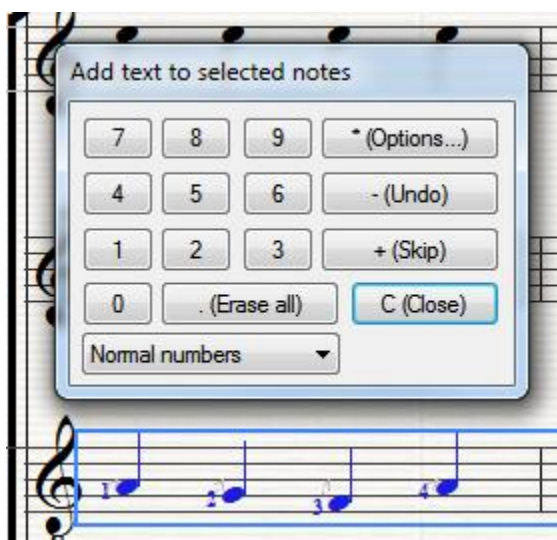 Add text to selected notes
7 8 9 * (Options...)
4 5 6 - (Undo)
1 2 3 + (Skip)
0 . (Erase all) C (Close)
Normal numbers
1 2 3 4